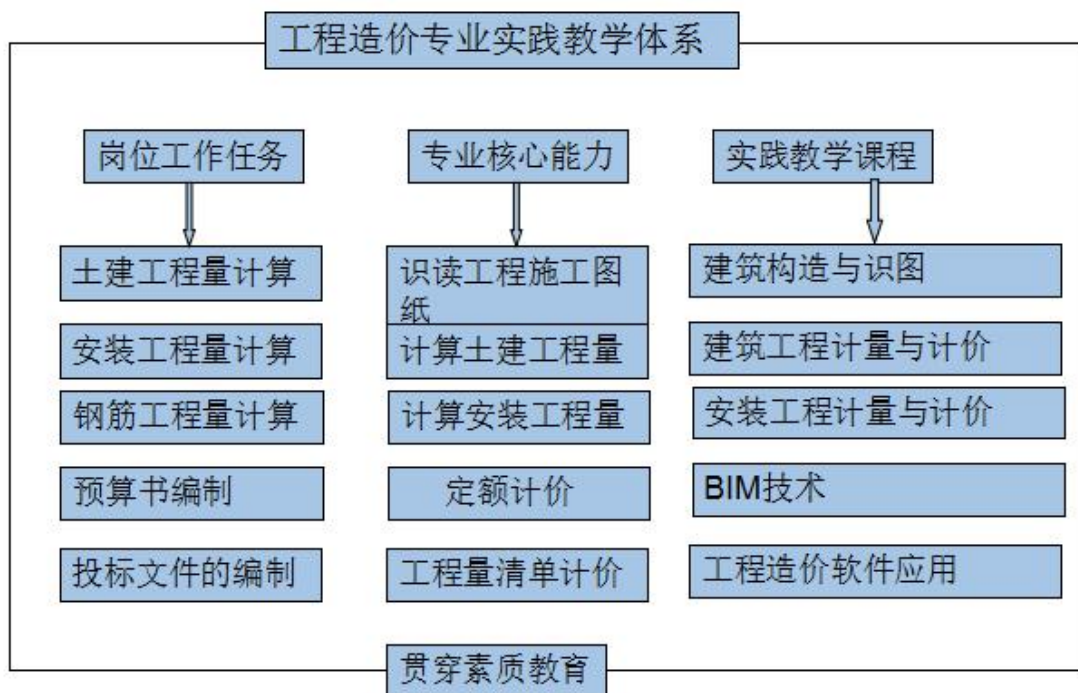 工程造价专业实践教学体系
岗位工作任务
土建工程量计算
安装工程量计算
钢筋工程量计算
预算书编制
投标文件的编制
专业核心能力
识读工程施工图
纸
计算土建工程量
计算安装工程量
定额计价
工程量清单计价
实践教学课程
建筑构造与识图
建筑工程计量与计价
安装工程计量与计价
BIM技术
工程造价软件应用
贯穿素质教育